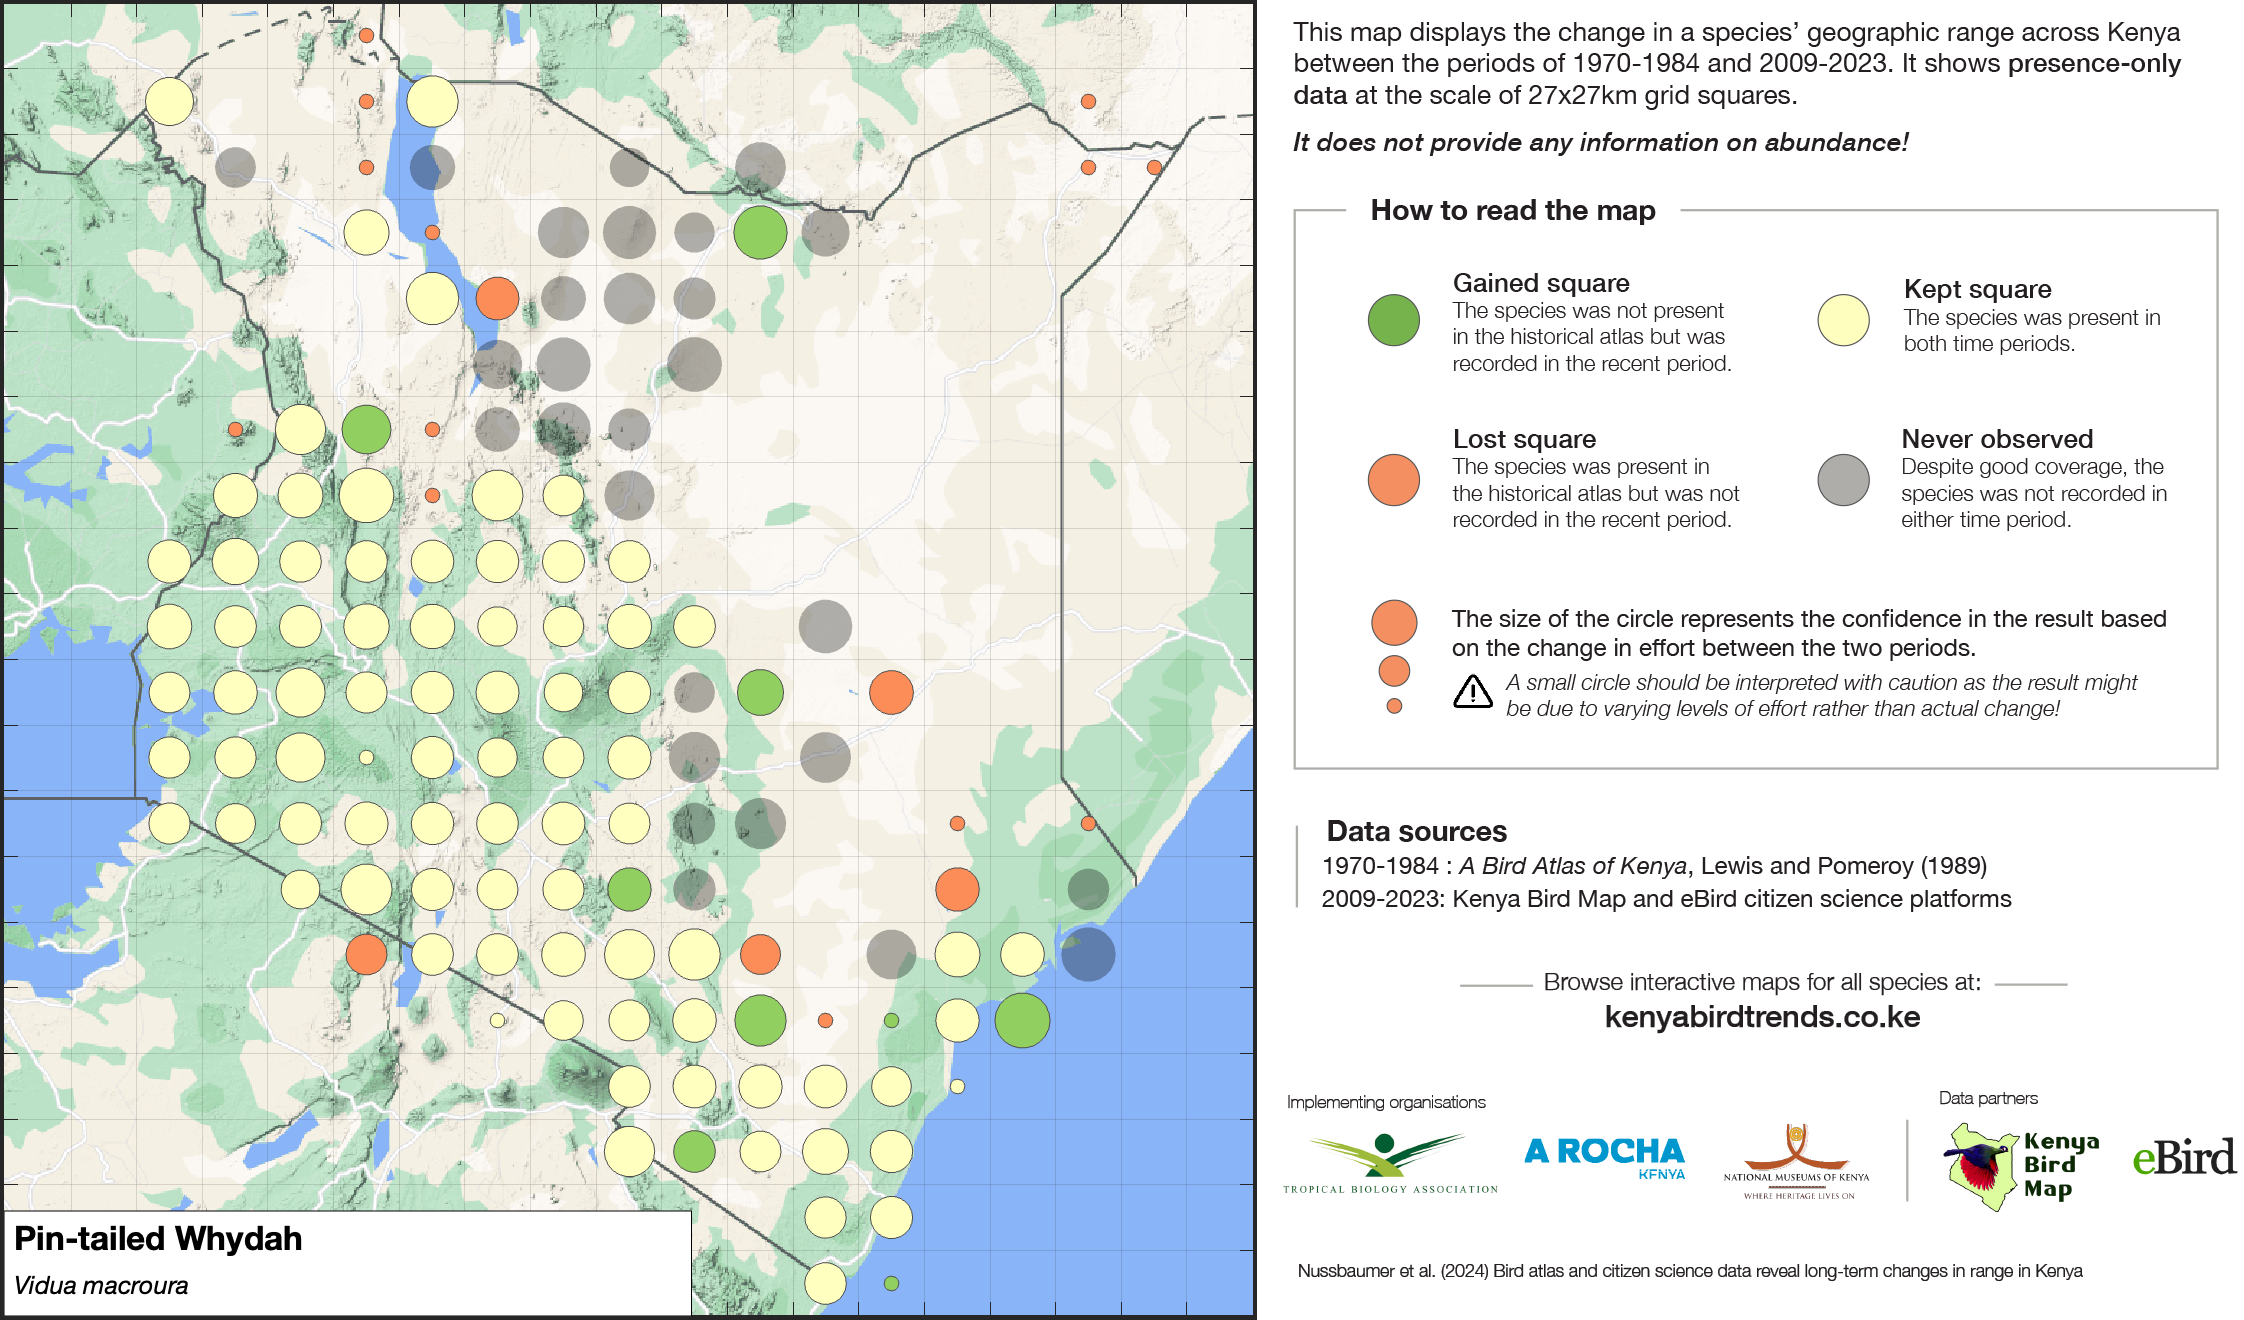 This map displays the change in a species’ geographic range across Kenya
between the periods of 1970-1984 and 2009-2023. It shows presence-only
data at the scale of 27x27km grid squares.
It does not provide any information on abundance!
How to read the map
Gained square
The species was not present
in the historical atlas but was
recorded in the recent period.
Kept square
The species was present in
both time periods.
Lost square
The species was present in
the historical atlas but was not
recorded in the recent period.
Never observed
Despite good coverage, the
species was not recorded in
either time period.
The size of the circle represents the confidence in the result based
on the change in effort between the two periods.
A small circle should be interpreted with caution as the result might
be due to varying levels of effort rather than actual change!
Data sources
1970-1984 : A Bird Atlas of Kenya, Lewis and Pomeroy (1989)
2009-2023: Kenya Bird Map and eBird citizen science platforms
Browse interactive maps for all species at:
kenyabirdtrends.co.ke
Implementing organisations
Data partners
TROPICAL BIOLOGY ASSOCIATION
A ROCHA
KENYA
NATIONAL MUSEUMS OF KENYA
WHERE HERITAGE LIVES ON
Kenya
Bird
Map
eBird
Nussbaumer et al. (2024) Bird atlas and citizen science data reveal long-term changes in range in Kenya
Pin-tailed Whydah
Vidua macroura